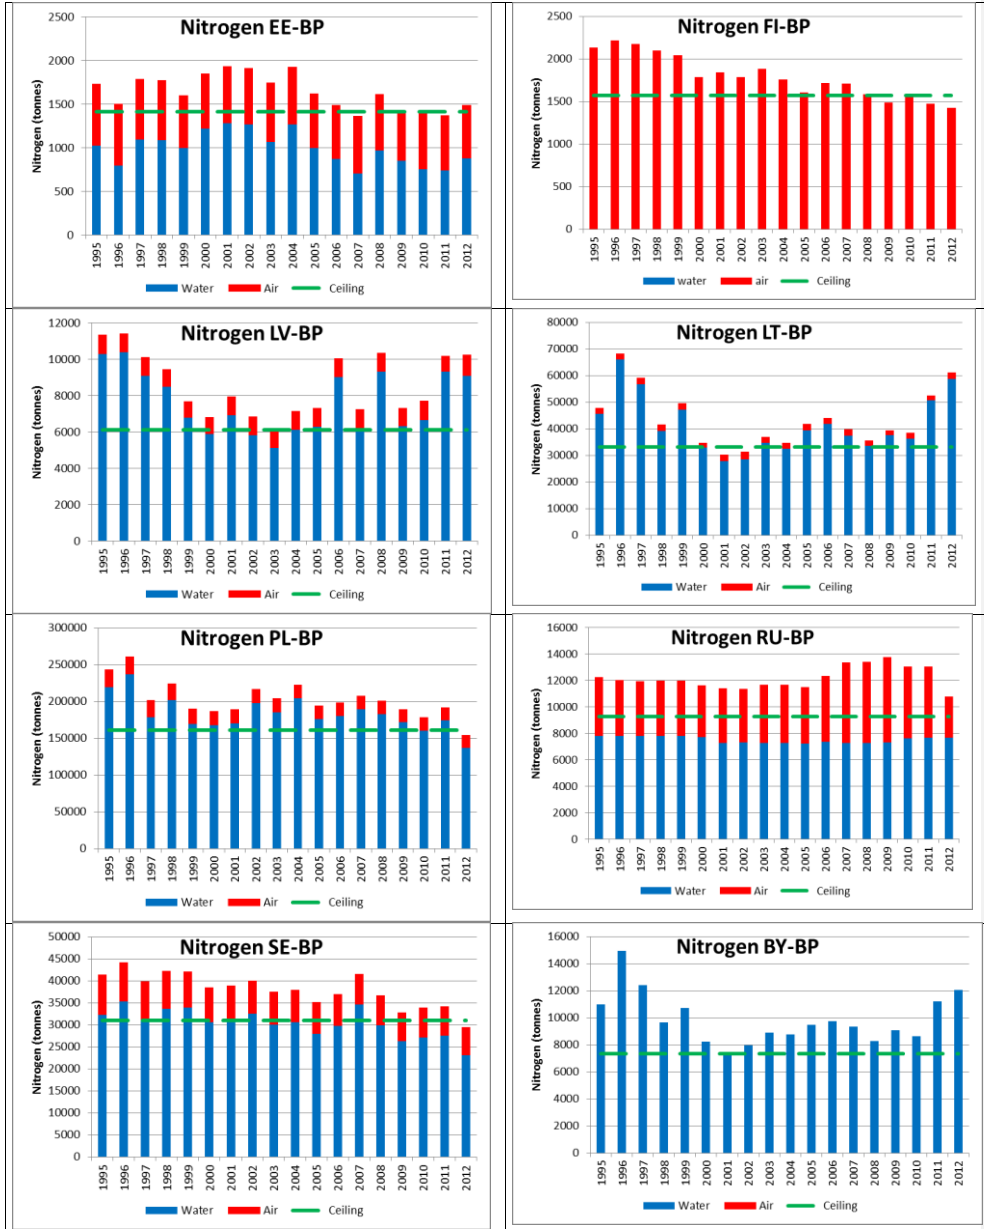 Nitrogen EE-BP
Nitrogen (tonnes)
2500
2000
1500
1000
500
0
1995 1996 1997 1998 1999 2000 2001 2002 2003 2004 2005 2006 2007 2008 2009 2010 2011 2012
Water Air Ceiling
Nitrogen FI-BP
Nitrogen (tonnes)
2500
2000
1500
1000
500
0
1995 1996 1997 1998 1999 2000 2001 2002 2003 2004 2005 2006 2007 2008 2009 2010 2011 2012
water air Ceiling
Nitrogen LV-BP
Nitrogen (tonnes)
12000
10000
8000
6000
4000
2000
0
1995 1996 1997 1998 1999 2000 2001 2002 2003 2004 2005 2006 2007 2008 2009 2010 2011 2012
Water Air Ceiling
Nitrogen LT-BP
Nitrogen (tonnes)
80000
70000
60000
50000
40000
30000
20000
10000
0
1995 1996 1997 1998 1999 2000 2001 2002 2003 2004 2005 2006 2007 2008 2009 2010 2011 2012
Water Air Ceiling
Nitrogen PL-BP
Nitrogen (tonnes)
300000
250000
200000
150000
100000
50000
0
1995 1996 1997 1998 1999 2000 2001 2002 2003 2004 2005 2006 2007 2008 2009 2010 2011 2012
Water Air Ceiling
Nitrogen RU-BP
Nitrogen (tonnes)
16000
14000
12000
10000
8000
6000
4000
2000
0
1995 1996 1997 1998 1999 2000 2001 2002 2003 2004 2005 2006 2007 2008 2009 2010 2011 2012
Water Air Ceiling
Nitrogen SE-BP
Nitrogen (tonnes)
50000
45000
40000
35000
30000
25000
20000
15000
10000
5000
0
1995 1996 1997 1998 1999 2000 2001 2002 2003 2004 2005 2006 2007 2008 2009 2010 2011 2012
Water Air Ceiling
Nitrogen BY-BP
Nitrogen (tonnes)
16000
14000
12000
10000
8000
6000
4000
2000
0
1995 1996 1997 1998 1999 2000 2001 2002 2003 2004 2005 2006 2007 2008 2009 2010 2011 2012
Water Air Ceiling